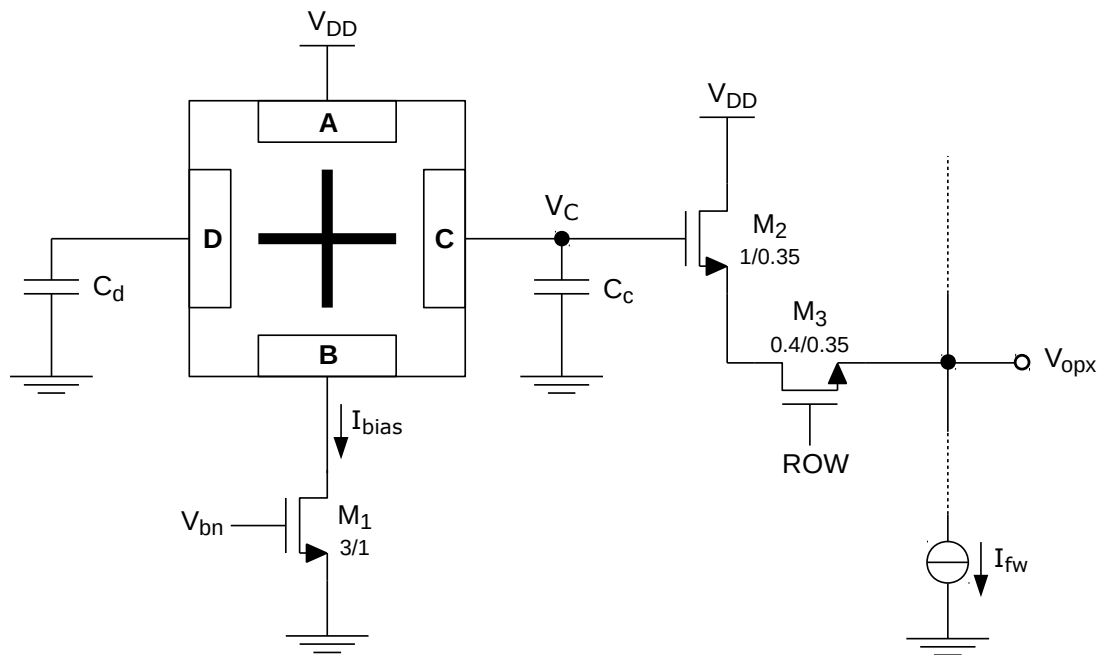 V_DD
A
D
C
B
C_d
V_C
C_c
V_DD
M_2
1/0.35
M_3
0.4/0.35
ROW
V_opx
I_bias
V_bn
M_1
3/1
I_fw